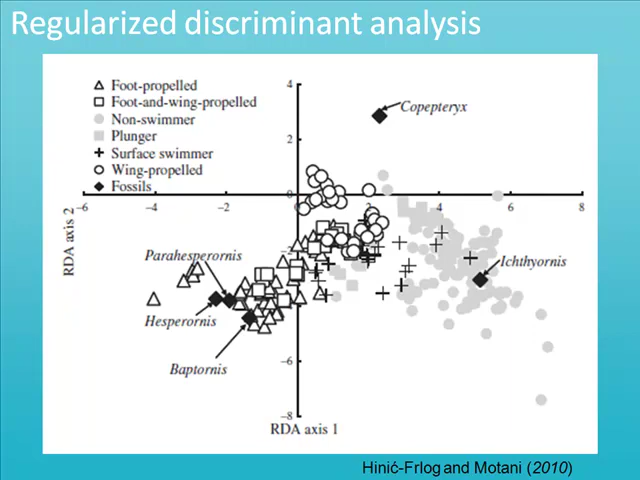 Regularized discriminant analysis
Foot-propelled
Foot-and-wing-propelled
Non-swimmer
Plunger
Surface swimmer
Wing-propelled
Fossils
4
Copepteryx
2
−6
−4
−2
0
2
4
6
8
RDA axis 2
−2
Parahesperornis
Ichthyornis
Hesperornis
Baptornis
−6
−8
RDA axis 1
Hinić-Frlog and Motani (2010)